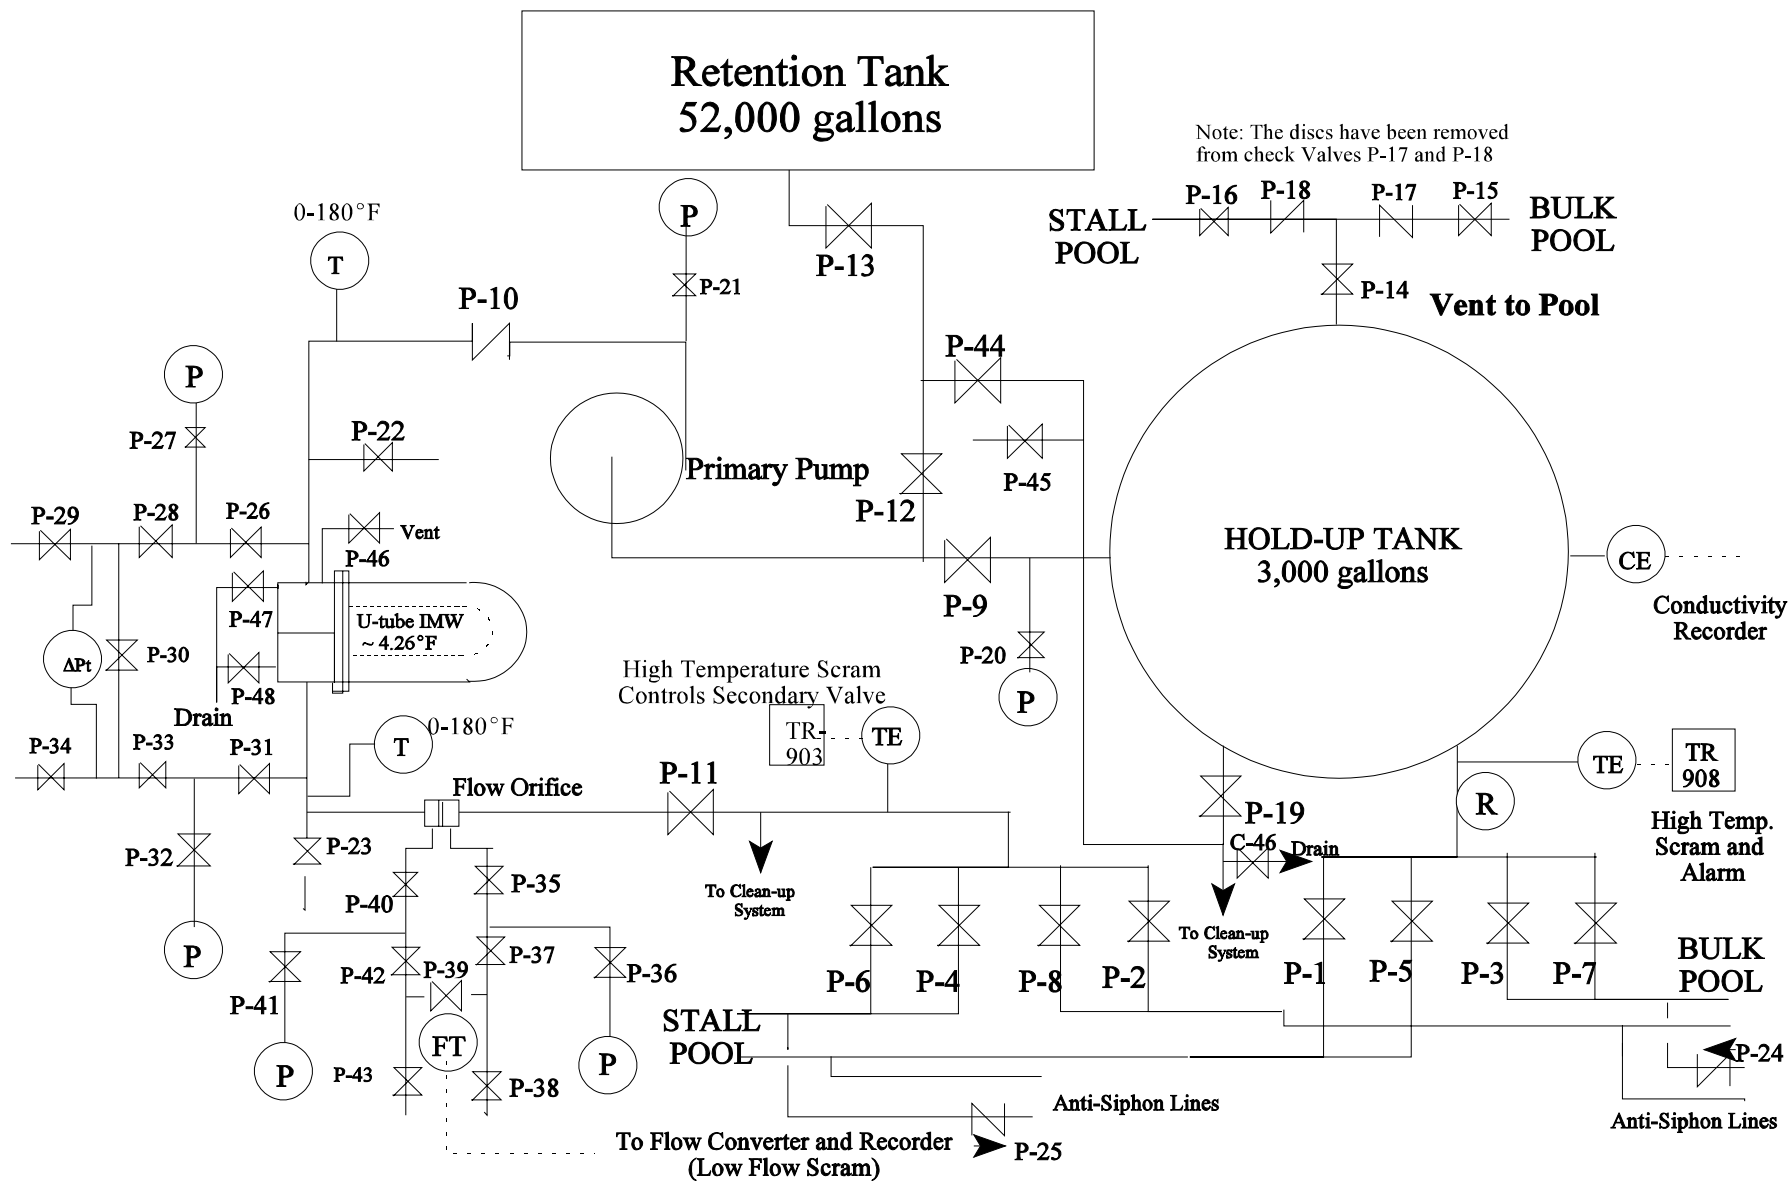 Retention Tank
52,000 gallons
Note: The discs have been removed
from check Valves P-17 and P-18
P-16
P-18
P-17
P-15
STALL
POOL
BULK
POOL
P-14
Vent to Pool
0-180°F
T
P
P-21
P-13
P-10
P-44
P
P-27
P-22
Primary Pump
P-45
P-12
P-29
P-28
P-26
Vent
P-46
HOLD-UP TANK
3,000 gallons
CE
Conductivity
Recorder
P-47
P-9
U-tube IMW
~ 4.26°F
ΔPt
P-30
P-48
Drain
P-20
P
High Temperature Scram
Controls Secondary Valve
TR-
903
TE
0-180°F
T
P-34
P-33
P-31
TE
TR
908
R
High Temp.
Scram and
Alarm
Flow Orifice
P-11
P-19
C-46
Drain
P-32
P-23
To Clean-up
System
P-40
P-35
P
P-42
P-39
P-37
P-36
P-41
To Clean-up
System
P-6
P-4
P-8
P-2
P-1
P-5
P-3
P-7
BULK
POOL
STALL
POOL
FT
P
P
P-43
P-38
P-24
Anti-Siphon Lines
Anti-Siphon Lines
To Flow Converter and Recorder
(Low Flow Scram)
P-25